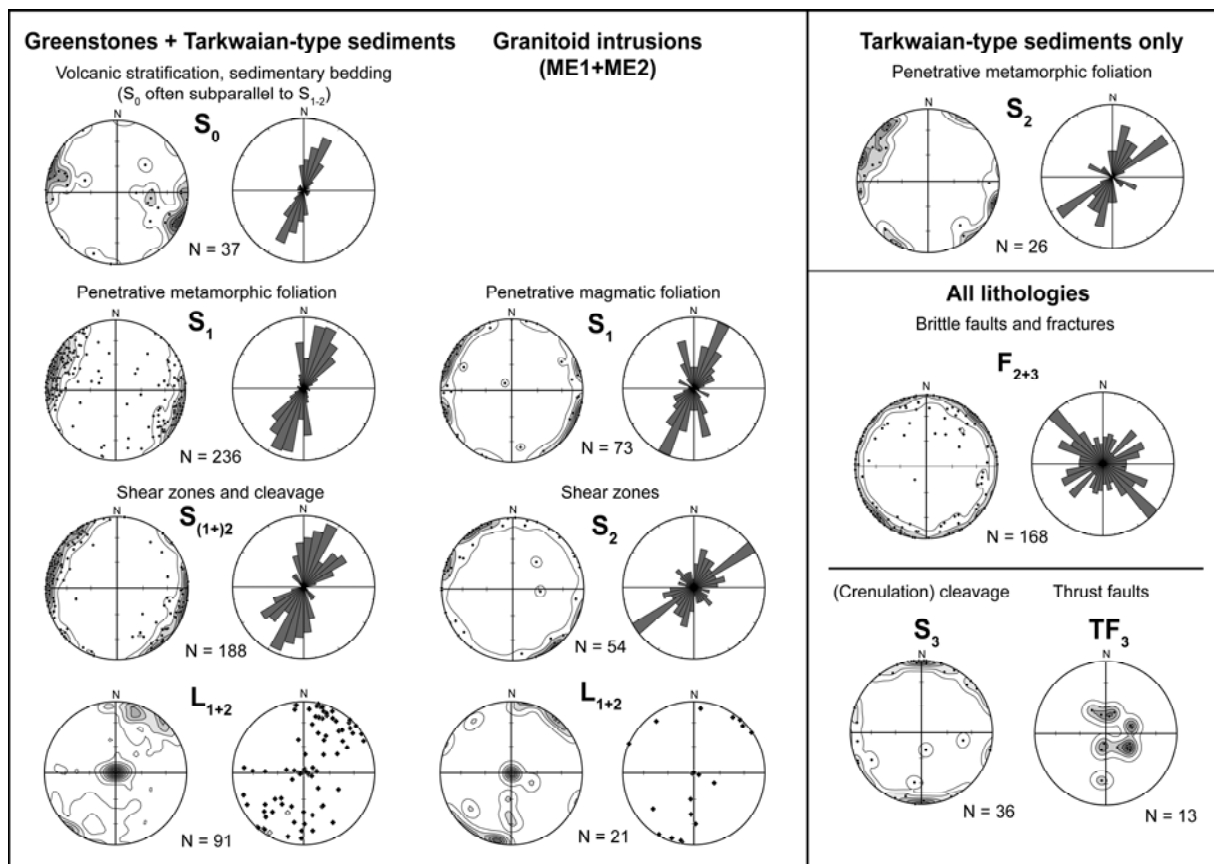 Greenstones + Tarkwaian-type sediments
Volcanic stratification, sedimentary bedding
(S0 often subparallel to S1-2)
N
S0
N
N = 37
Penetrative metamorphic foliation
N
S1
N
N = 236
Shear zones and cleavage
N
S(1+)2
N
N = 188
N
L1+2
N
N = 91
Granitoid intrusions
(ME1+ME2)
Penetrative magmatic foliation
N
S1
N
N = 73
Shear zones
N
S2
N
N = 54
N
L1+2
N
N = 21
Tarkwaian-type sediments only
Penetrative metamorphic foliation
N
S2
N
N = 26
All lithologies
Brittle faults and fractures
F2+3
N
N
N = 168
(Crenulation) cleavage
S3
N
N = 36
Thrust faults
TF3
N
N = 13